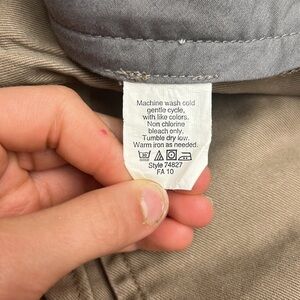 Machine wash cold
gentle cycle,
with like colors.
Non chlorine
bleach only.
Tumble dry low.
Warm iron as needed.
Style 74827
FA 10